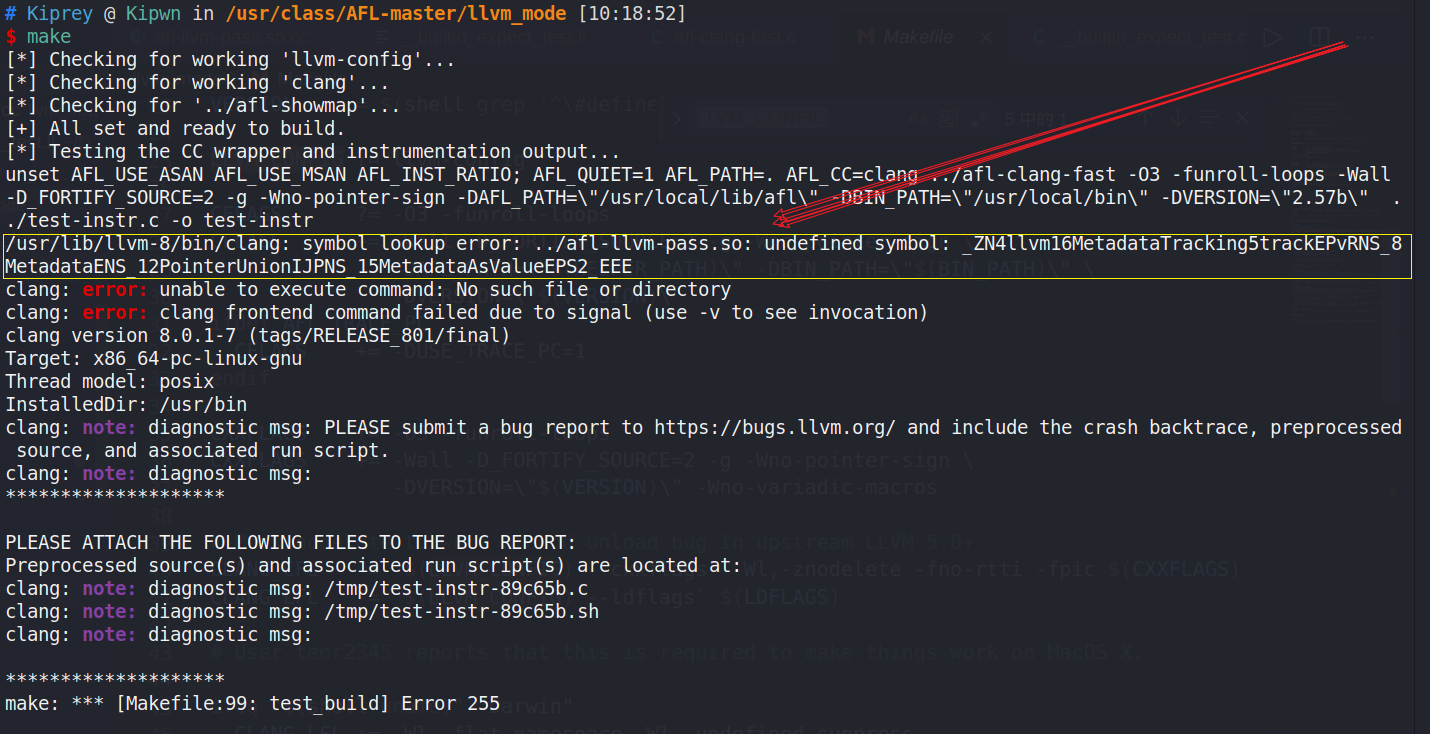 # Kiprey @ Kipwn in /usr/class/AFL-master/llvm_mode [10:18:52]
$ make
[*] Checking for working 'llvm-config'...
[*] Checking for working 'clang'...
[*] Checking for '../afl-showmap'...
[+] All set and ready to build.
[*] Testing the CC wrapper and instrumentation output...
unset AFL_USE_ASAN AFL_USE_MSAN AFL_INST_RATIO; AFL_QUIET=1 AFL_PATH=. AFL_CC=clang ../afl-clang-fast -O3 -funroll-loops -Wall
-D_FORTIFY_SOURCE=2 -g -Wno-pointer-sign -DAFL_PATH=\"/usr/local/lib/afl\" -DBIN_PATH=\"/usr/local/bin\" -DVERSION=\"2.57b\"  .
./test-instr.c -o test-instr
/usr/lib/llvm-8/bin/clang: symbol lookup error: ../afl-llvm-pass.so: undefined symbol: _ZN4llvm16MetadataTracking5trackEPvRNS_8
MetadataENS_12PointerUnionIJPNS_15MetadataAsValueEPS2_EEE
clang: error: unable to execute command: No such file or directory
clang: error: clang frontend command failed due to signal (use -v to see invocation)
clang version 8.0.1-7 (tags/RELEASE_801/final)
Target: x86_64-pc-linux-gnu
Thread model: posix
InstalledDir: /usr/bin
clang: note: diagnostic msg: PLEASE submit a bug report to https://bugs.llvm.org/ and include the crash backtrace, preprocessed
 source, and associated run script.
clang: note: diagnostic msg:
********************

PLEASE ATTACH THE FOLLOWING FILES TO THE BUG REPORT:
Preprocessed source(s) and associated run script(s) are located at:
clang: note: diagnostic msg: /tmp/test-instr-89c65b.c
clang: note: diagnostic msg: /tmp/test-instr-89c65b.sh
clang: note: diagnostic msg:

********************
make: *** [Makefile:99: test_build] Error 255